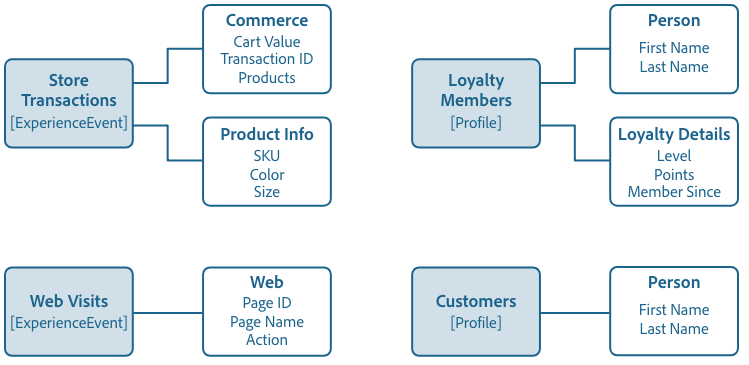 Store
Transactions
[ExperienceEvent]
Commerce
Cart Value
Transaction ID
Products
Product Info
SKU
Color
Size
Loyalty
Members
[Profile]
Person
First Name
Last Name
Loyalty Details
Level
Points
Member Since
Web Visits
[ExperienceEvent]
Web
Page ID
Page Name
Action
Customers
[Profile]
Person
First Name
Last Name